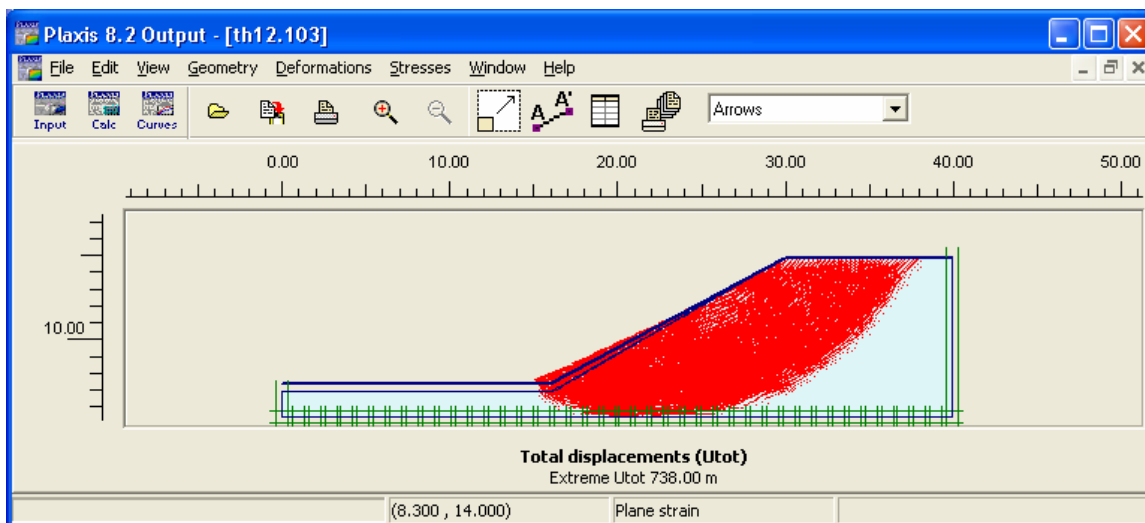 Plaxis 8.2 Output - [th12.103]
File Edit View Geometry Deformations Stresses Window Help
Input Calc Curves A A' Arrows
0.00 10.00 20.00 30.00 40.00 50.00
10.00
Total displacements (Utot)
Extreme Utot 738.00 m
(8.300 , 14.000) Plane strain